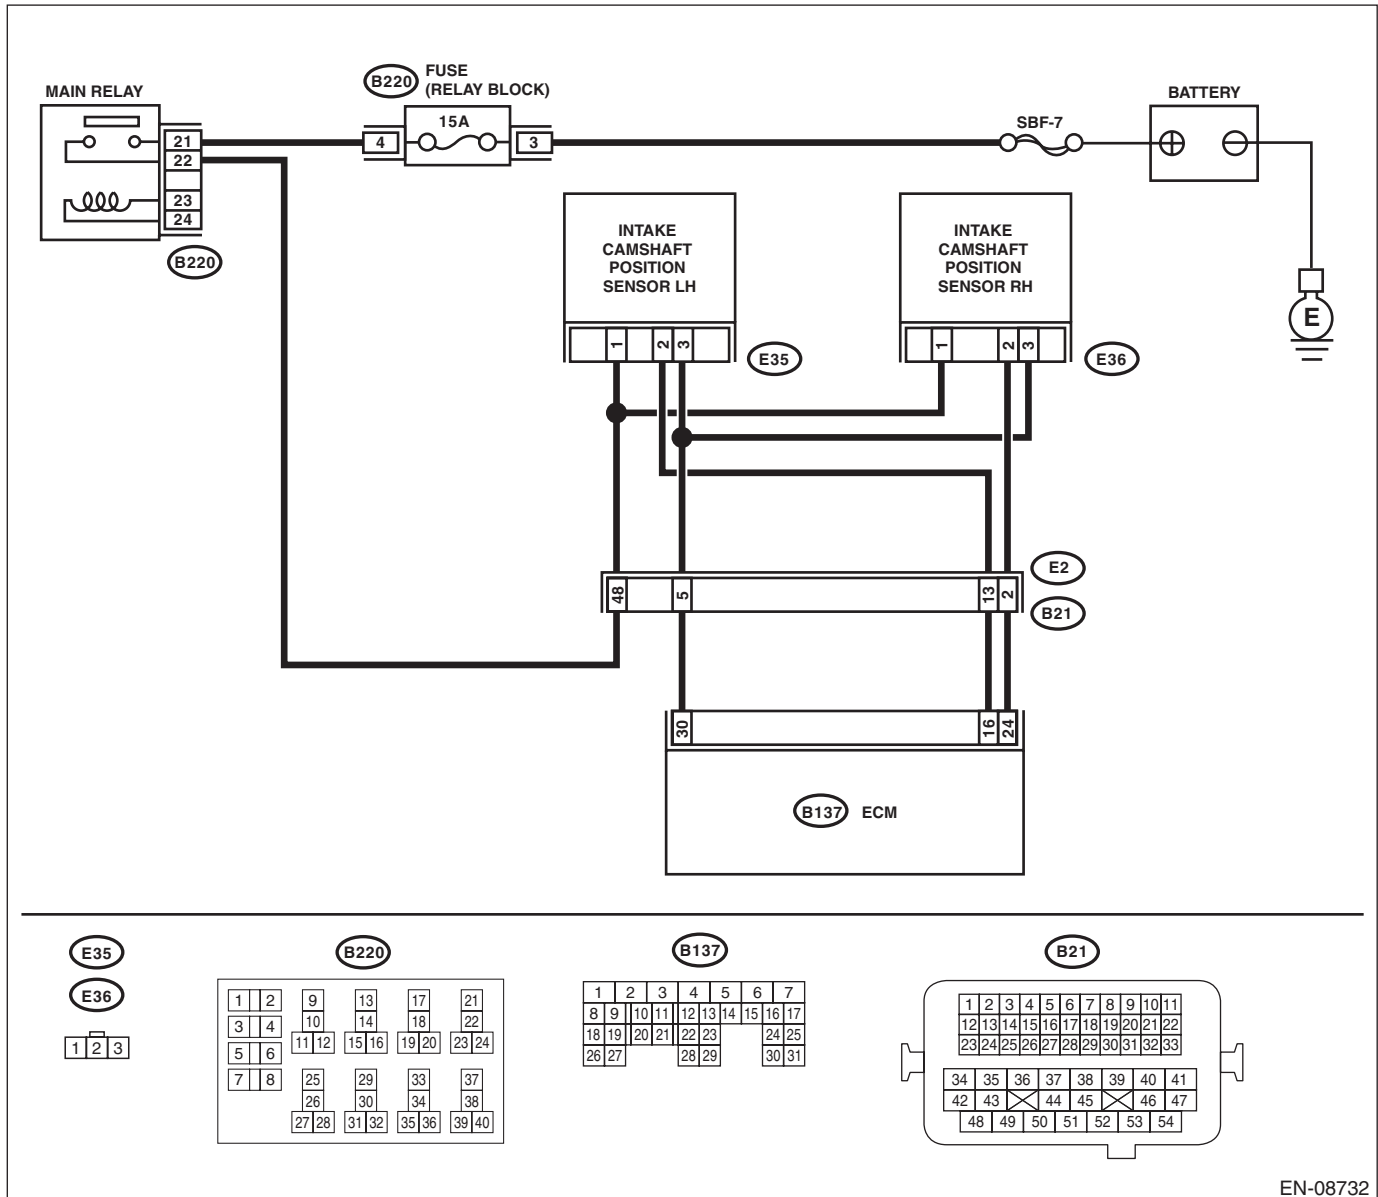 MAIN RELAY
B220
FUSE
(RELAY BLOCK)
15A
4
3
SBF-7
BATTERY
21
22
23
24
B220
E
INTAKE
CAMSHAFT
POSITION
SENSOR LH
1
2
3
E35
INTAKE
CAMSHAFT
POSITION
SENSOR RH
1
2
3
E36
E2
48
5
13
2
B21
30
16
24
B137
ECM
E35
E36
1 2 3
B220
1 2 9 13 17 21
3 4 10 14 18 22
5 6 11 12 15 16 19 20 23 24
7 8 25 29 33 37
26 30 34 38
27 28 31 32 35 36 39 40
B137
1 2 3 4 5 6 7
8 9 10 11 12 13 14 15 16 17
18 19 20 21 22 23 24 25
26 27 28 29 30 31
B21
1 2 3 4 5 6 7 8 9 10 11
12 13 14 15 16 17 18 19 20 21 22
23 24 25 26 27 28 29 30 31 32 33
34 35 36 37 38 39 40 41
42 43 44 45 46 47
48 49 50 51 52 53 54
EN-08732